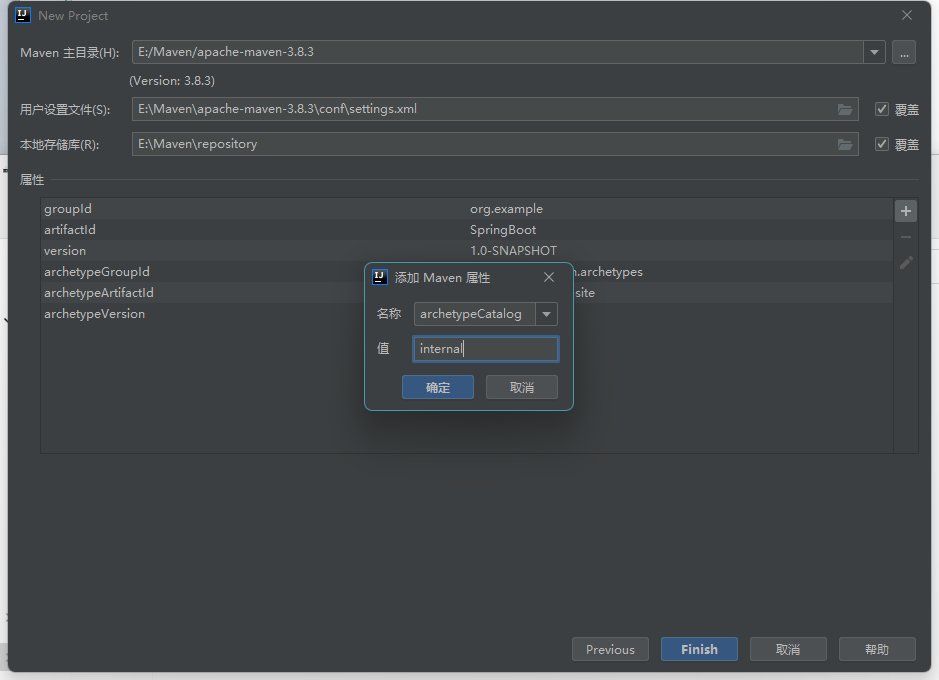 New Project
Maven 主目录(H): E:/Maven/apache-maven-3.8.3 ...
(Version: 3.8.3)
用户设置文件(S): E:\Maven\apache-maven-3.8.3\conf\settings.xml 覆盖
本地存储库(R): E:\Maven\repository 覆盖
属性
groupId org.example
artifactId SpringBoot
version 1.0-SNAPSHOT
archetypeGroupId .archetypes
archetypeArtifactId site
archetypeVersion
添加 Maven 属性
名称 archetypeCatalog
值 internal
确定 取消
Previous Finish 取消 帮助